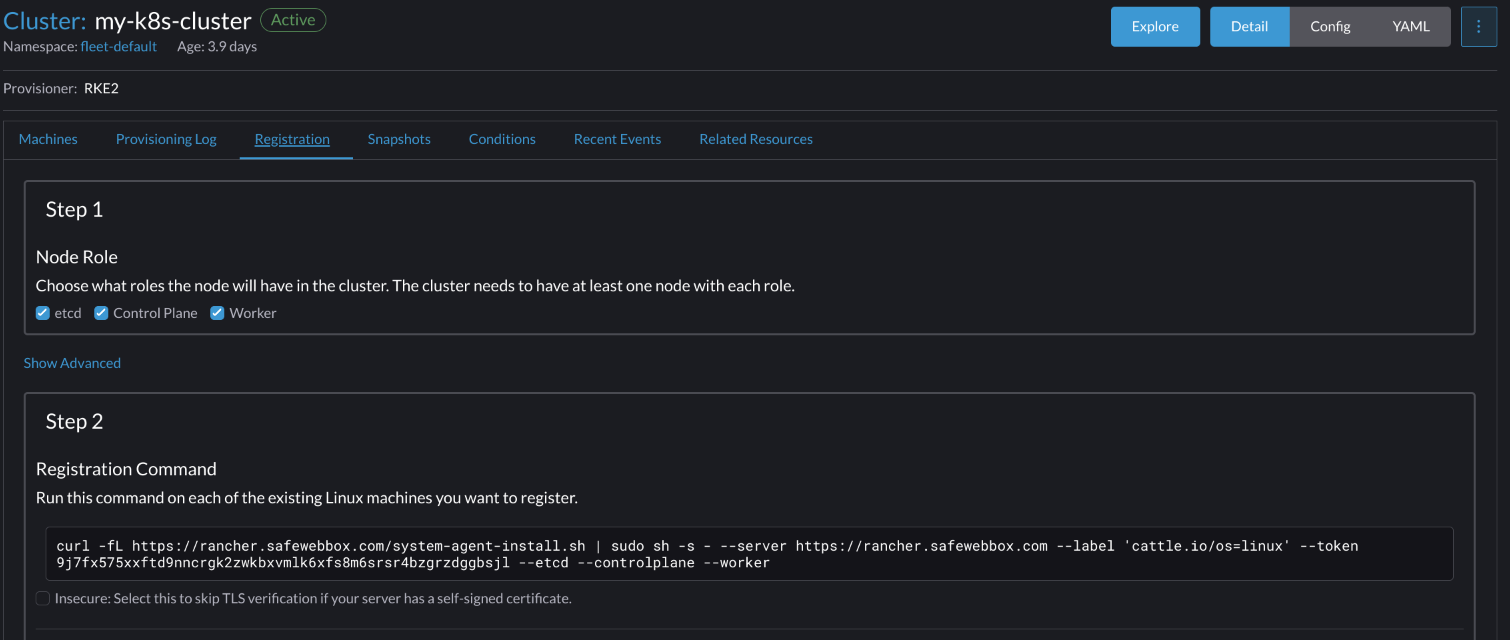 Cluster: my-k8s-cluster Active
Explore Detail Config YAML
Namespace: fleet-default Age: 3.9 days
Provisioner: RKE2
Machines Provisioning Log Registration Snapshots Conditions Recent Events Related Resources
Step 1
Node Role
Choose what roles the node will have in the cluster. The cluster needs to have at least one node with each role.
etcd Control Plane Worker
Show Advanced
Step 2
Registration Command
Run this command on each of the existing Linux machines you want to register.
curl -fL https://rancher.safewebbox.com/system-agent-install.sh | sudo sh -s - --server https://rancher.safewebbox.com --label 'cattle.io/os=linux' --token
9j7fx575xxftd9nncrgk2zwkbxvmlk6xfs8m6srsr4bzgrzdggbsjl --etcd --controlplane --worker
Insecure: Select this to skip TLS verification if your server has a self-signed certificate.